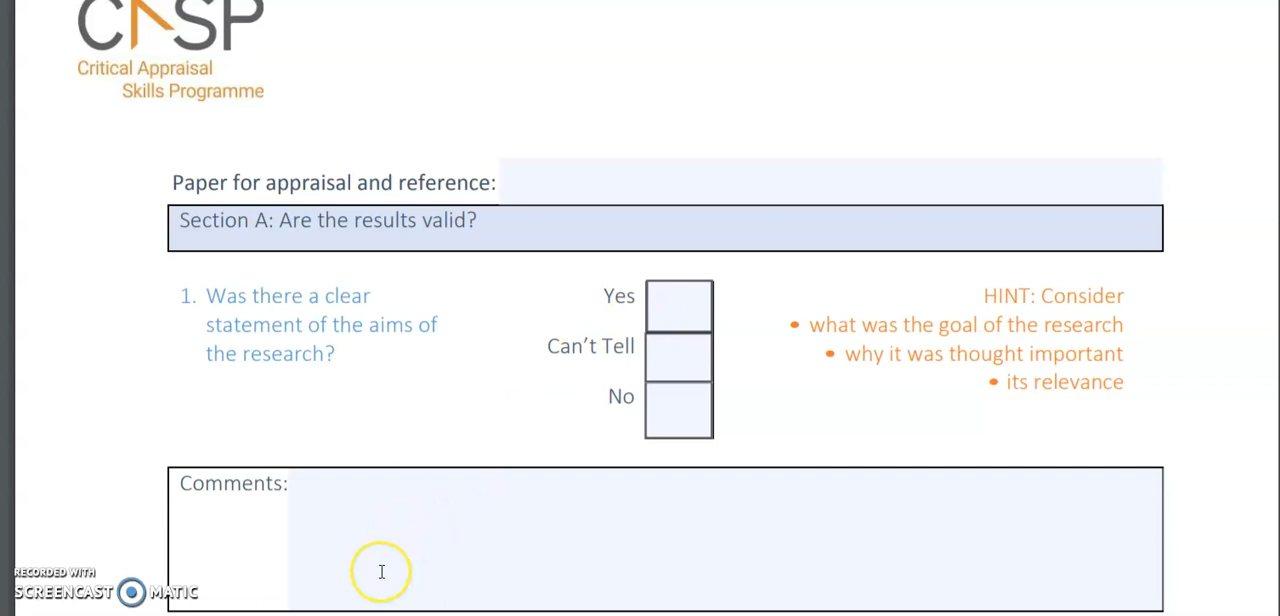 CASP
Critical Appraisal
Skills Programme
Paper for appraisal and reference:
Section A: Are the results valid?
1. Was there a clear
statement of the aims of
the research?
Yes
Can't Tell
No
HINT: Consider
• what was the goal of the research
• why it was thought important
• its relevance
Comments:
RECORDED WITH
SCREENCAST MATIC